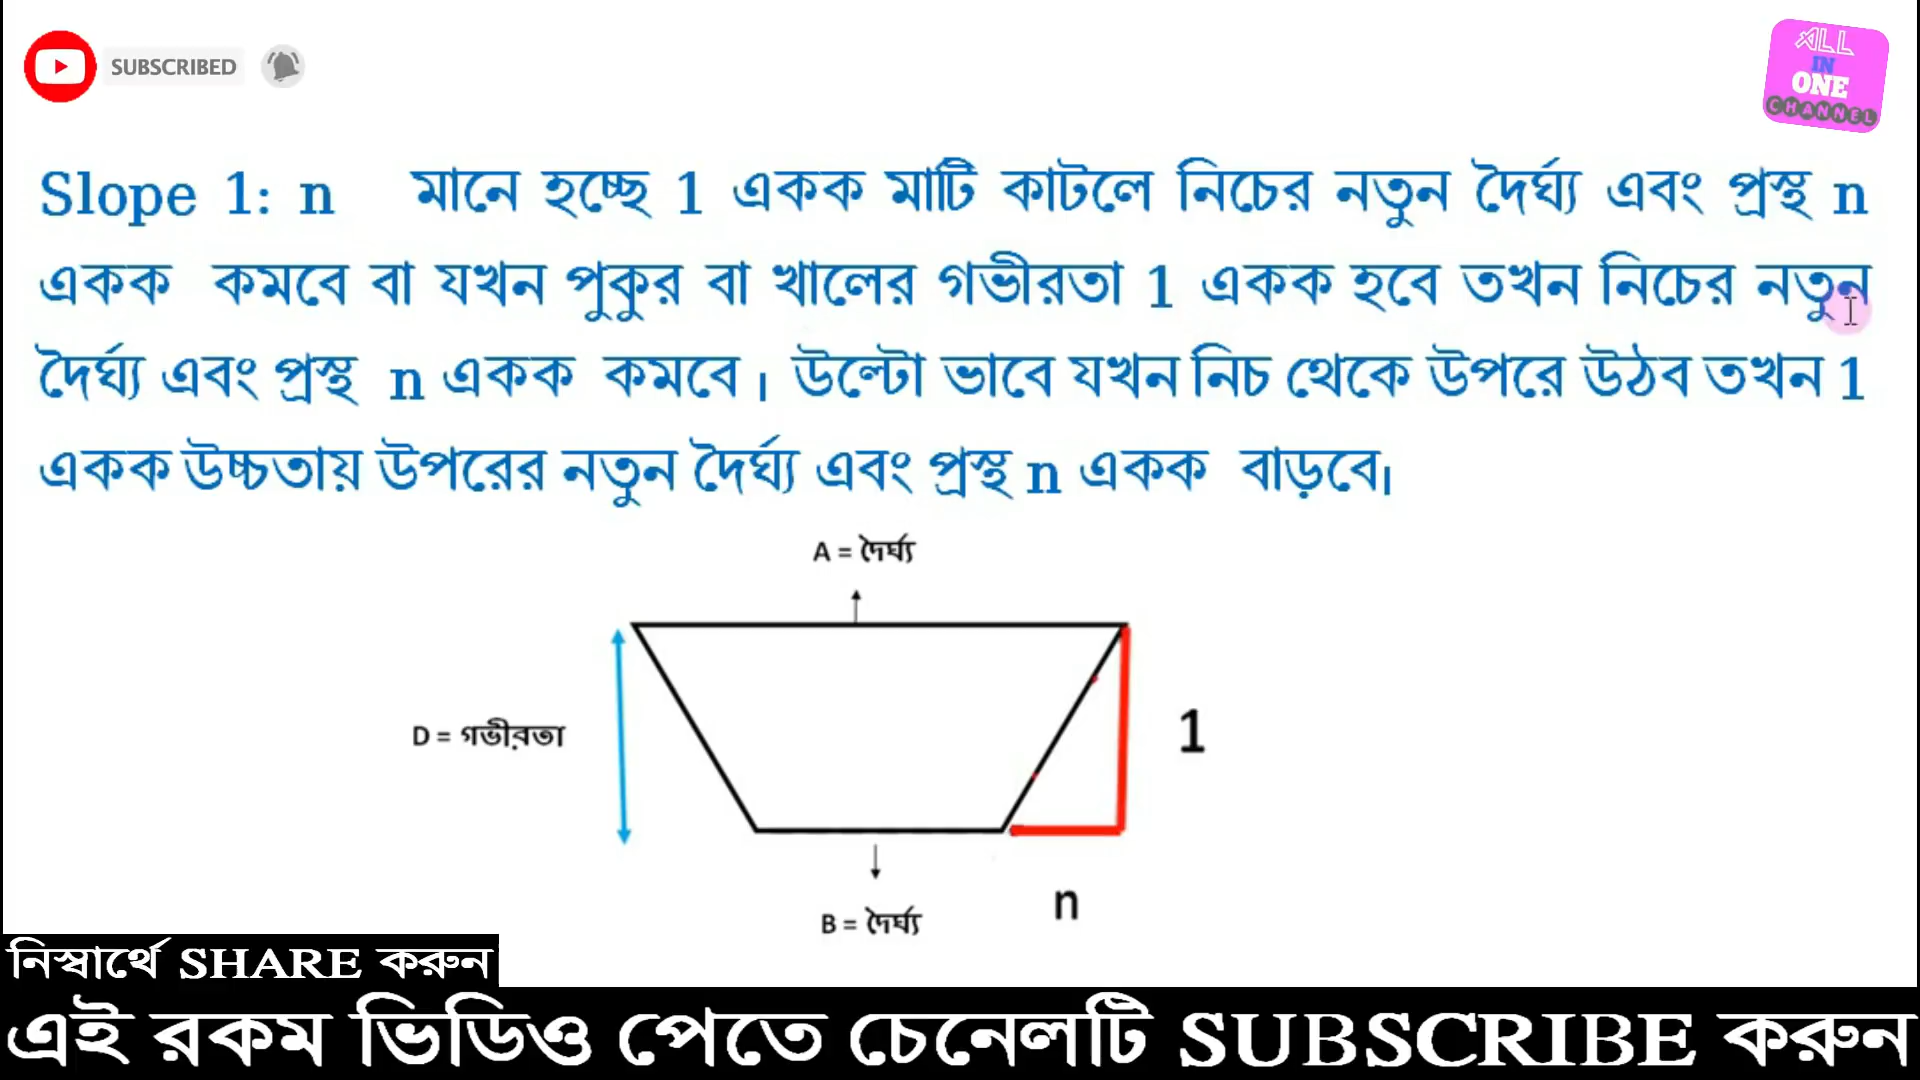 SUBSCRIBED
ALL
IN
ONE
CHANNEL
Slope 1: n মানে হচ্ছে 1 একক মাটি কাটলে নিচের নতুন দৈর্ঘ্য এবং প্রস্থ n
একক কমবে বা যখন পুকুর বা খালের গভীরতা 1 একক হবে তখন নিচের নতুন
দৈর্ঘ্য এবং প্রস্থ n একক কমবে। উল্টো ভাবে যখন নিচ থেকে উপরে উঠব তখন 1
একক উচ্চতায় উপরের নতুন দৈর্ঘ্য এবং প্রস্থ n একক বাড়বে।
A = দৈর্ঘ্য
D = গভীরতা
1
n
B = দৈর্ঘ্য
নিস্বার্থে SHARE করুন
এই রকম ভিডিও পেতে চেনেলটি SUBSCRIBE করুন